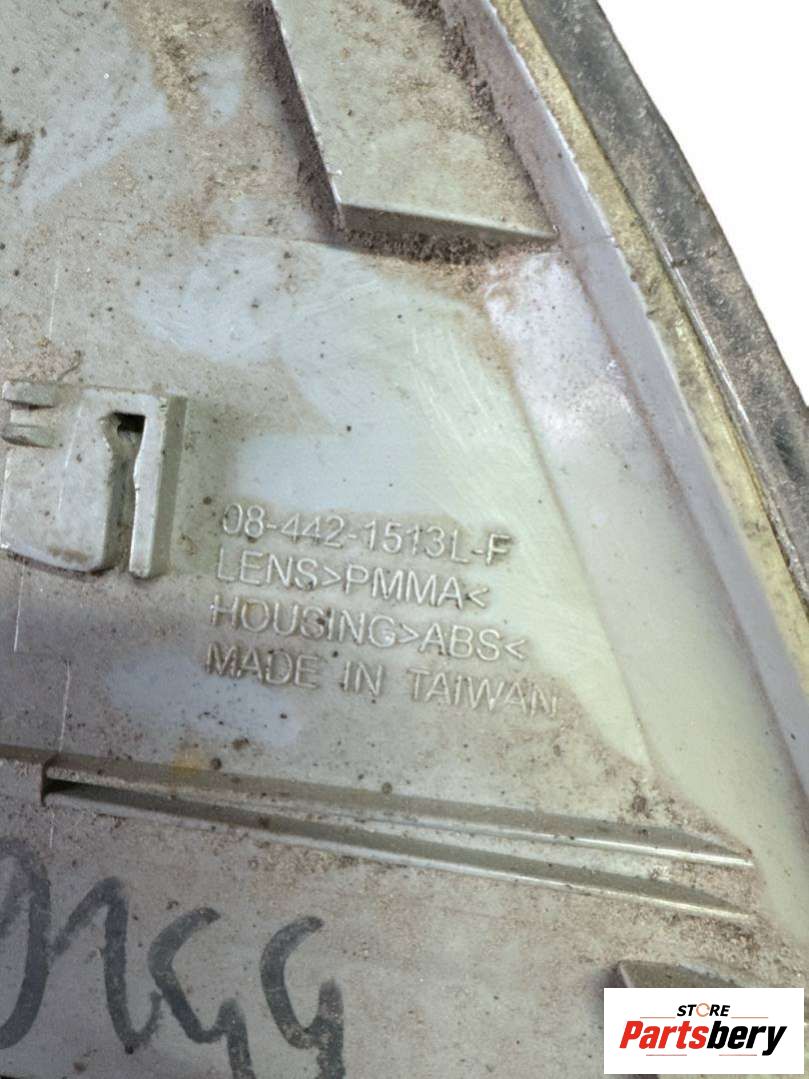 08-442-1513L-F
LENS>PMMA<
HOUSING>ABS<
MADE IN TAIWAN
STORE
Partsbery